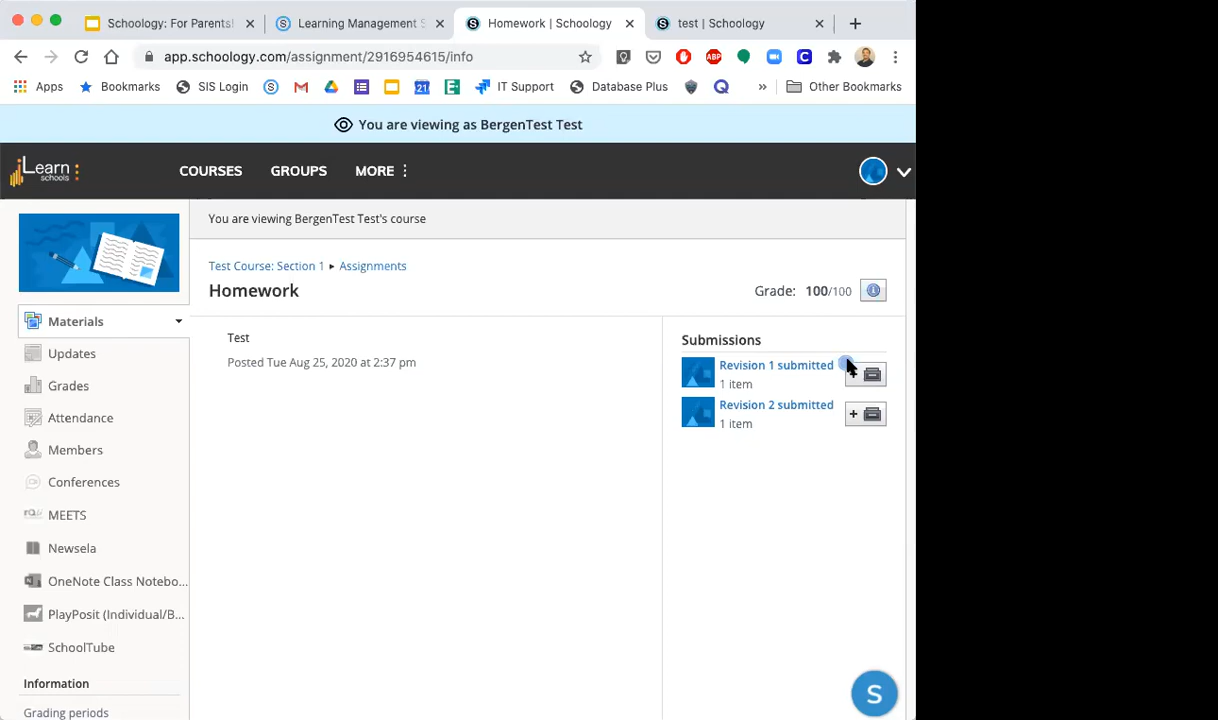 Schoology: For Parents!
Learning Management S
Homework | Schoology
test | Schoology
app.schoology.com/assignment/2916954615/info
ABP
C
Apps
Bookmarks
SIS Login
IT Support
Database Plus
Other Bookmarks
You are viewing as BergenTest Test
iLearn
schools
COURSES
GROUPS
MORE
You are viewing BergenTest Test's course
Test Course: Section 1 ▸ Assignments
Homework
Grade: 100/100
Materials
Updates
Grades
Attendance
Members
Conferences
MEETS
Newsela
OneNote Class Notebo...
PlayPosit (Individual/B...
SchoolTube
Information
Grading periods
Test
Posted Tue Aug 25, 2020 at 2:37 pm
Submissions
Revision 1 submitted
1 item
Revision 2 submitted
1 item
S